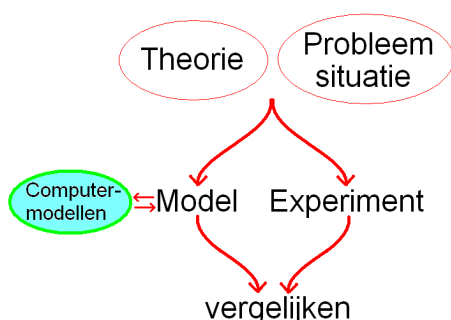 Theorie
Probleem
situatie
Computer-
modellen
Model
Experiment
vergelijken